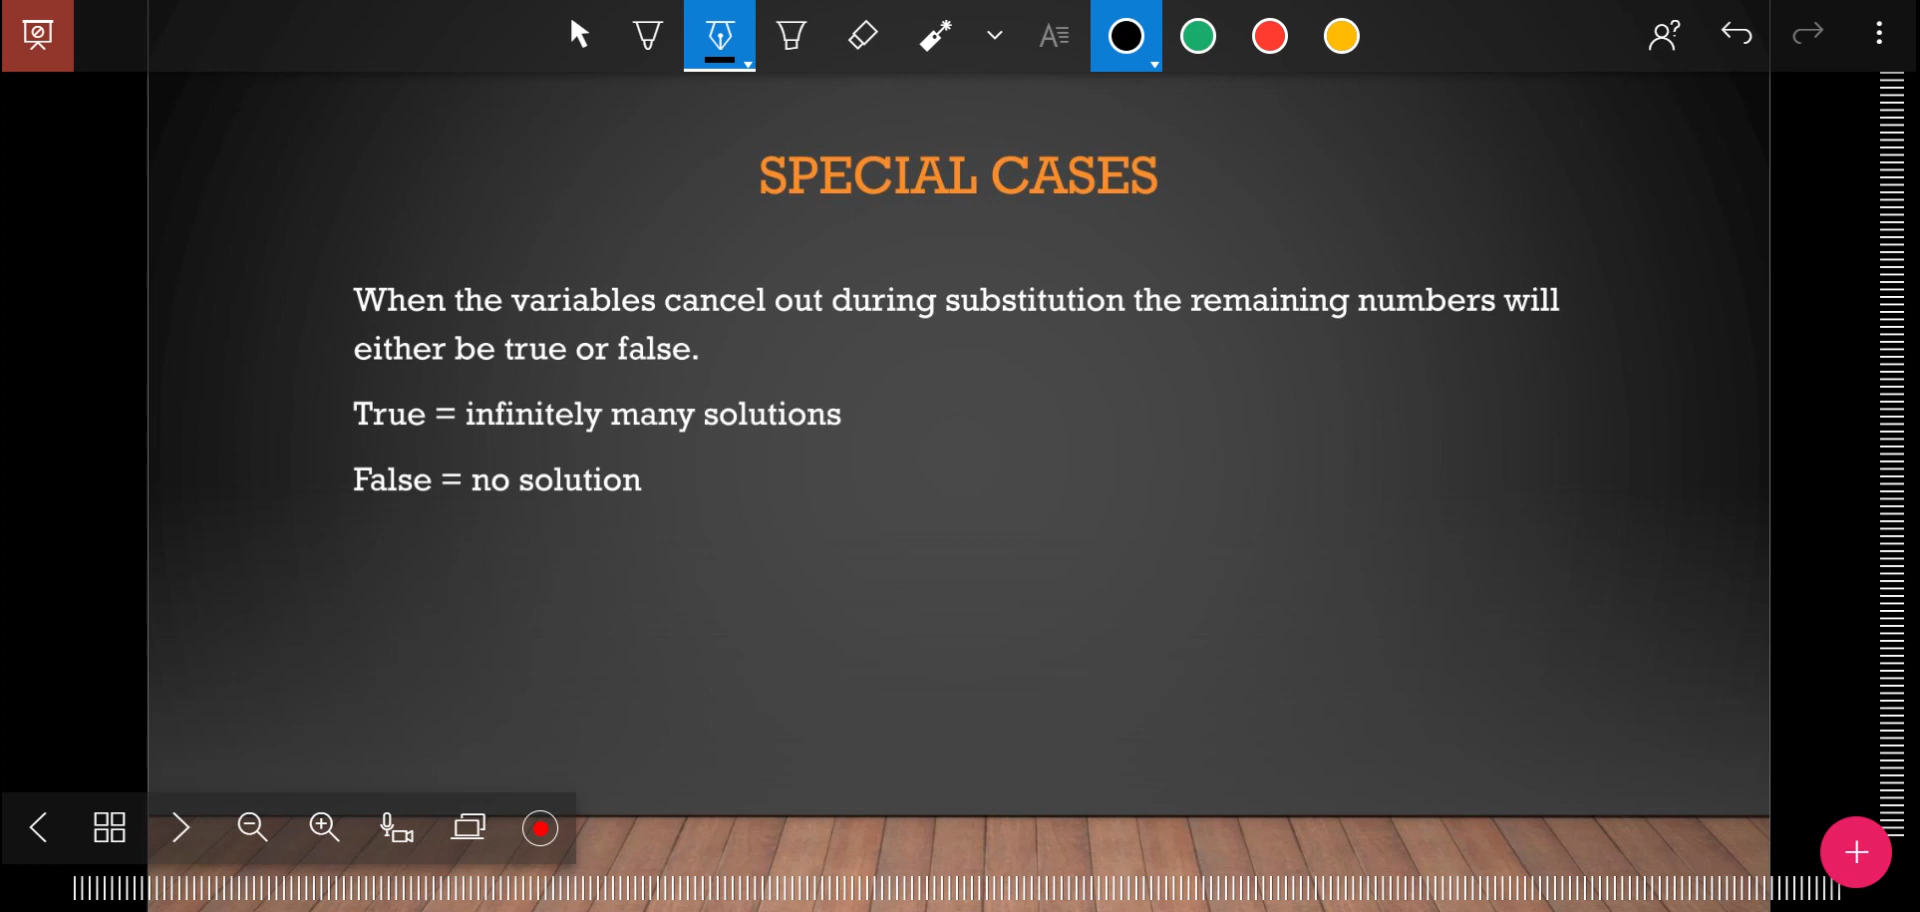 SPECIAL CASES
When the variables cancel out during substitution the remaining numbers will
either be true or false.
True = infinitely many solutions
False = no solution